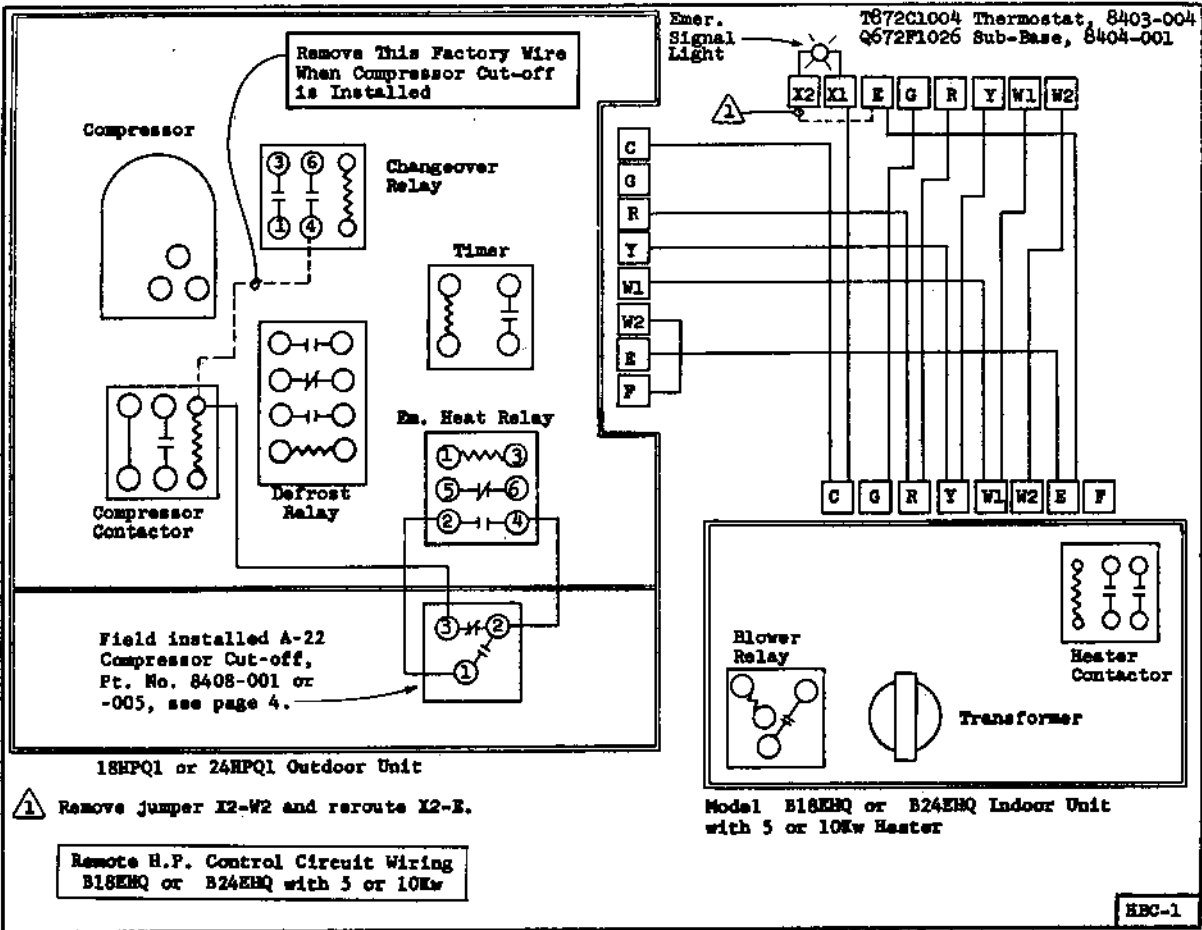 Emer.
Signal
Light
T872C1004 Thermostat, 8403-004
Q672F1026 Sub-Base, 8404-001
Remove This Factory Wire
When Compressor Cut-off
is Installed
X2 X1 E G R Y W1 W2
1
Compressor
3 6
1 4
Changeover
Relay
C
G
R
Y
W1
W2
E
F
Timer
Em. Heat Relay
1 3
5 6
2 4
Defrost
Relay
Compressor
Contactor
C G R Y W1 W2 E F
3 2
1
Field installed A-22
Compressor Cut-off,
Pt. No. 8408-001 or
-005, see page 4.
Blower
Relay
Heater
Contactor
Transformer
18HPQ1 or 24HPQ1 Outdoor Unit
1 Remove jumper X2-W2 and reroute X2-E.
Model B18EHQ or B24EHQ Indoor Unit
with 5 or 10Kw Heater
Remote H.P. Control Circuit Wiring
B18EHQ or B24EHQ with 5 or 10Kw
HBC-1